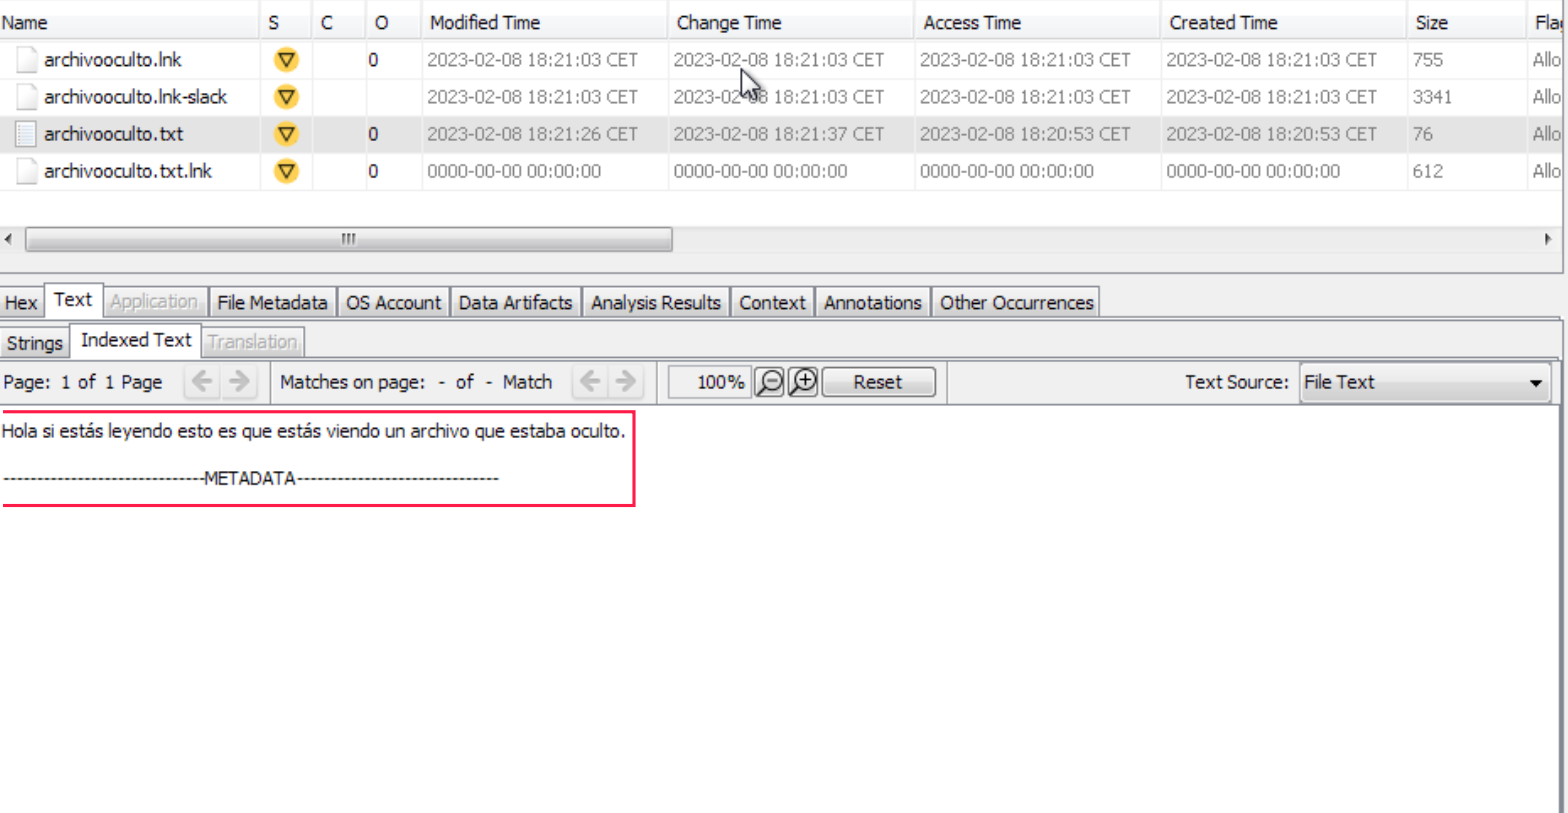 Name S C O Modified Time Change Time Access Time Created Time Size Fla
archivooculto.lnk 0 2023-02-08 18:21:03 CET 2023-02-08 18:21:03 CET 2023-02-08 18:21:03 CET 2023-02-08 18:21:03 CET 755 Allo
archivooculto.lnk-slack 2023-02-08 18:21:03 CET 2023-02-08 18:21:03 CET 2023-02-08 18:21:03 CET 2023-02-08 18:21:03 CET 3341 Allo
archivooculto.txt 0 2023-02-08 18:21:26 CET 2023-02-08 18:21:37 CET 2023-02-08 18:20:53 CET 2023-02-08 18:20:53 CET 76 Allo
archivooculto.txt.lnk 0 0000-00-00 00:00:00 0000-00-00 00:00:00 0000-00-00 00:00:00 0000-00-00 00:00:00 612 Allo
Hex Text Application File Metadata OS Account Data Artifacts Analysis Results Context Annotations Other Occurrences
Strings Indexed Text Translation
Page: 1 of 1 Page Matches on page: - of - Match 100% Reset Text Source: File Text
Hola si estás leyendo esto es que estás viendo un archivo que estaba oculto.
------------------------------METADATA------------------------------